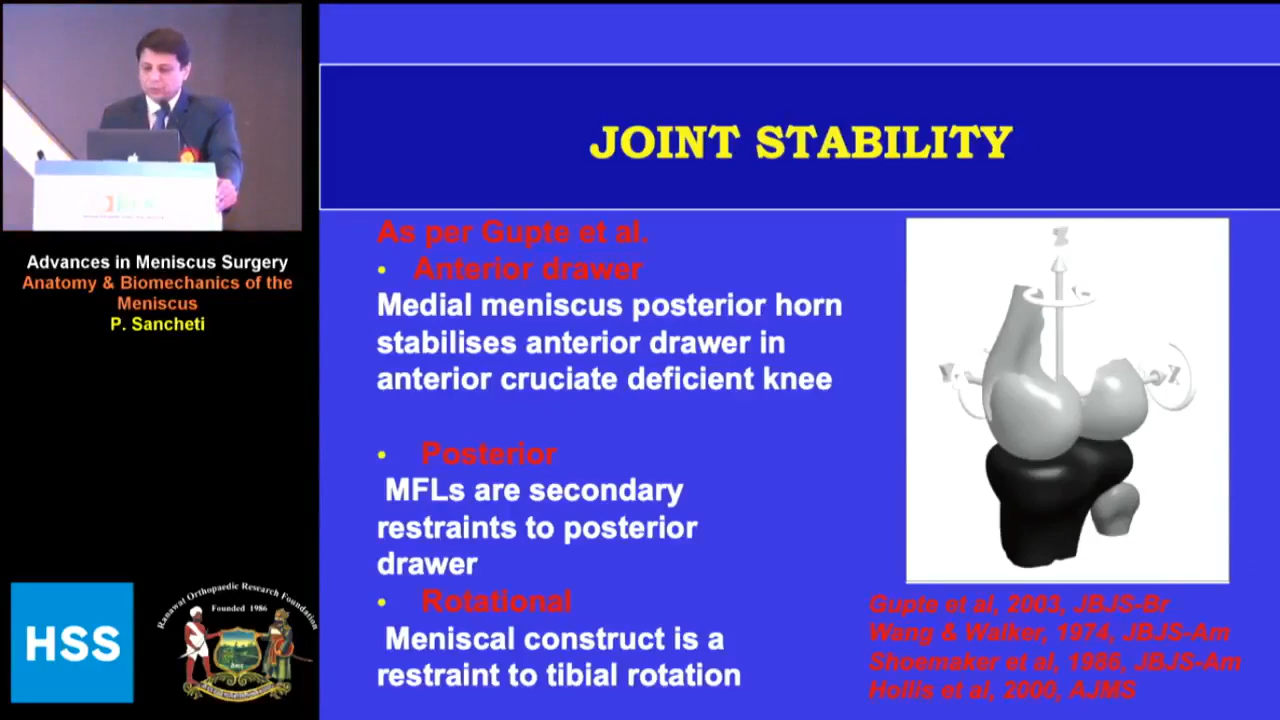 JOINT STABILITY
As per Gupte et al.
• Anterior drawer
Medial meniscus posterior horn
stabilises anterior drawer in
anterior cruciate deficient knee
• Posterior
MFLs are secondary
restraints to posterior
drawer
• Rotational
Meniscal construct is a
restraint to tibial rotation
Gupte et al, 2003, JBJS-Br
Wang & Walker, 1974, JBJS-Am
Shoemaker et al, 1986, JBJS-Am
Hollis et al, 2000, AJMS
Advances in Meniscus Surgery
Anatomy & Biomechanics of the
Meniscus
P. Sancheti
HSS
Ranawat Orthopaedic Research Foundation
Founded 1986